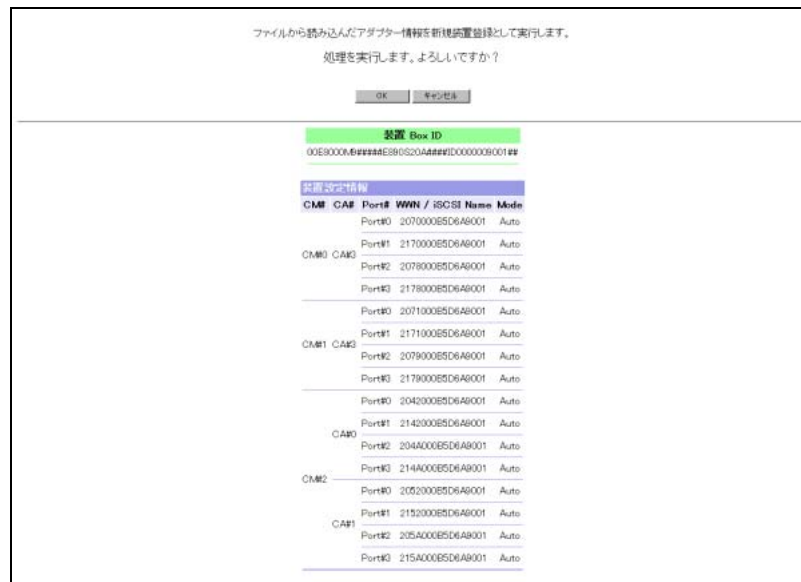 ファイルから読み込んだアダプター情報を新規装置登録として実行します。
処理を実行します。よろしいですか？
OK キャンセル
装置 Box ID
00E8000M9#####E890S20A####ID0000009001##
装置設定情報
CM# CA# Port# WWN / iSCSI Name Mode
CM#0 CA#3 Port#0 2070000B5D6A9001 Auto
Port#1 2170000B5D6A9001 Auto
Port#2 2078000B5D6A9001 Auto
Port#3 2178000B5D6A9001 Auto
CM#1 CA#3 Port#0 2071000B5D6A9001 Auto
Port#1 2171000B5D6A9001 Auto
Port#2 2079000B5D6A9001 Auto
Port#3 2179000B5D6A9001 Auto
CM#2 CA#0 Port#0 2042000B5D6A9001 Auto
Port#1 2142000B5D6A9001 Auto
Port#2 204A000B5D6A9001 Auto
Port#3 214A000B5D6A9001 Auto
CA#1 Port#0 2052000B5D6A9001 Auto
Port#1 2152000B5D6A9001 Auto
Port#2 205A000B5D6A9001 Auto
Port#3 215A000B5D6A9001 Auto